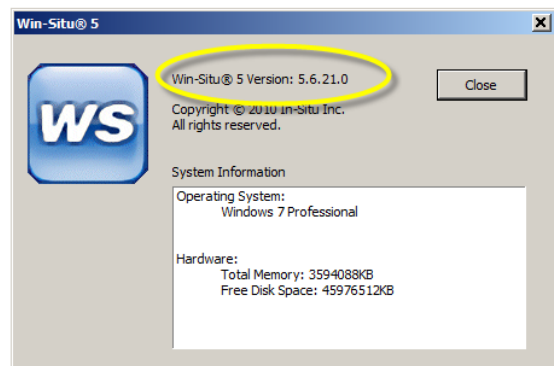 Win-Situ® 5
Win-Situ® 5 Version: 5.6.21.0
Close
WS
Copyright © 2010 In-Situ Inc.
All rights reserved.
System Information
Operating System:
Windows 7 Professional
Hardware:
Total Memory: 3594088KB
Free Disk Space: 45976512KB